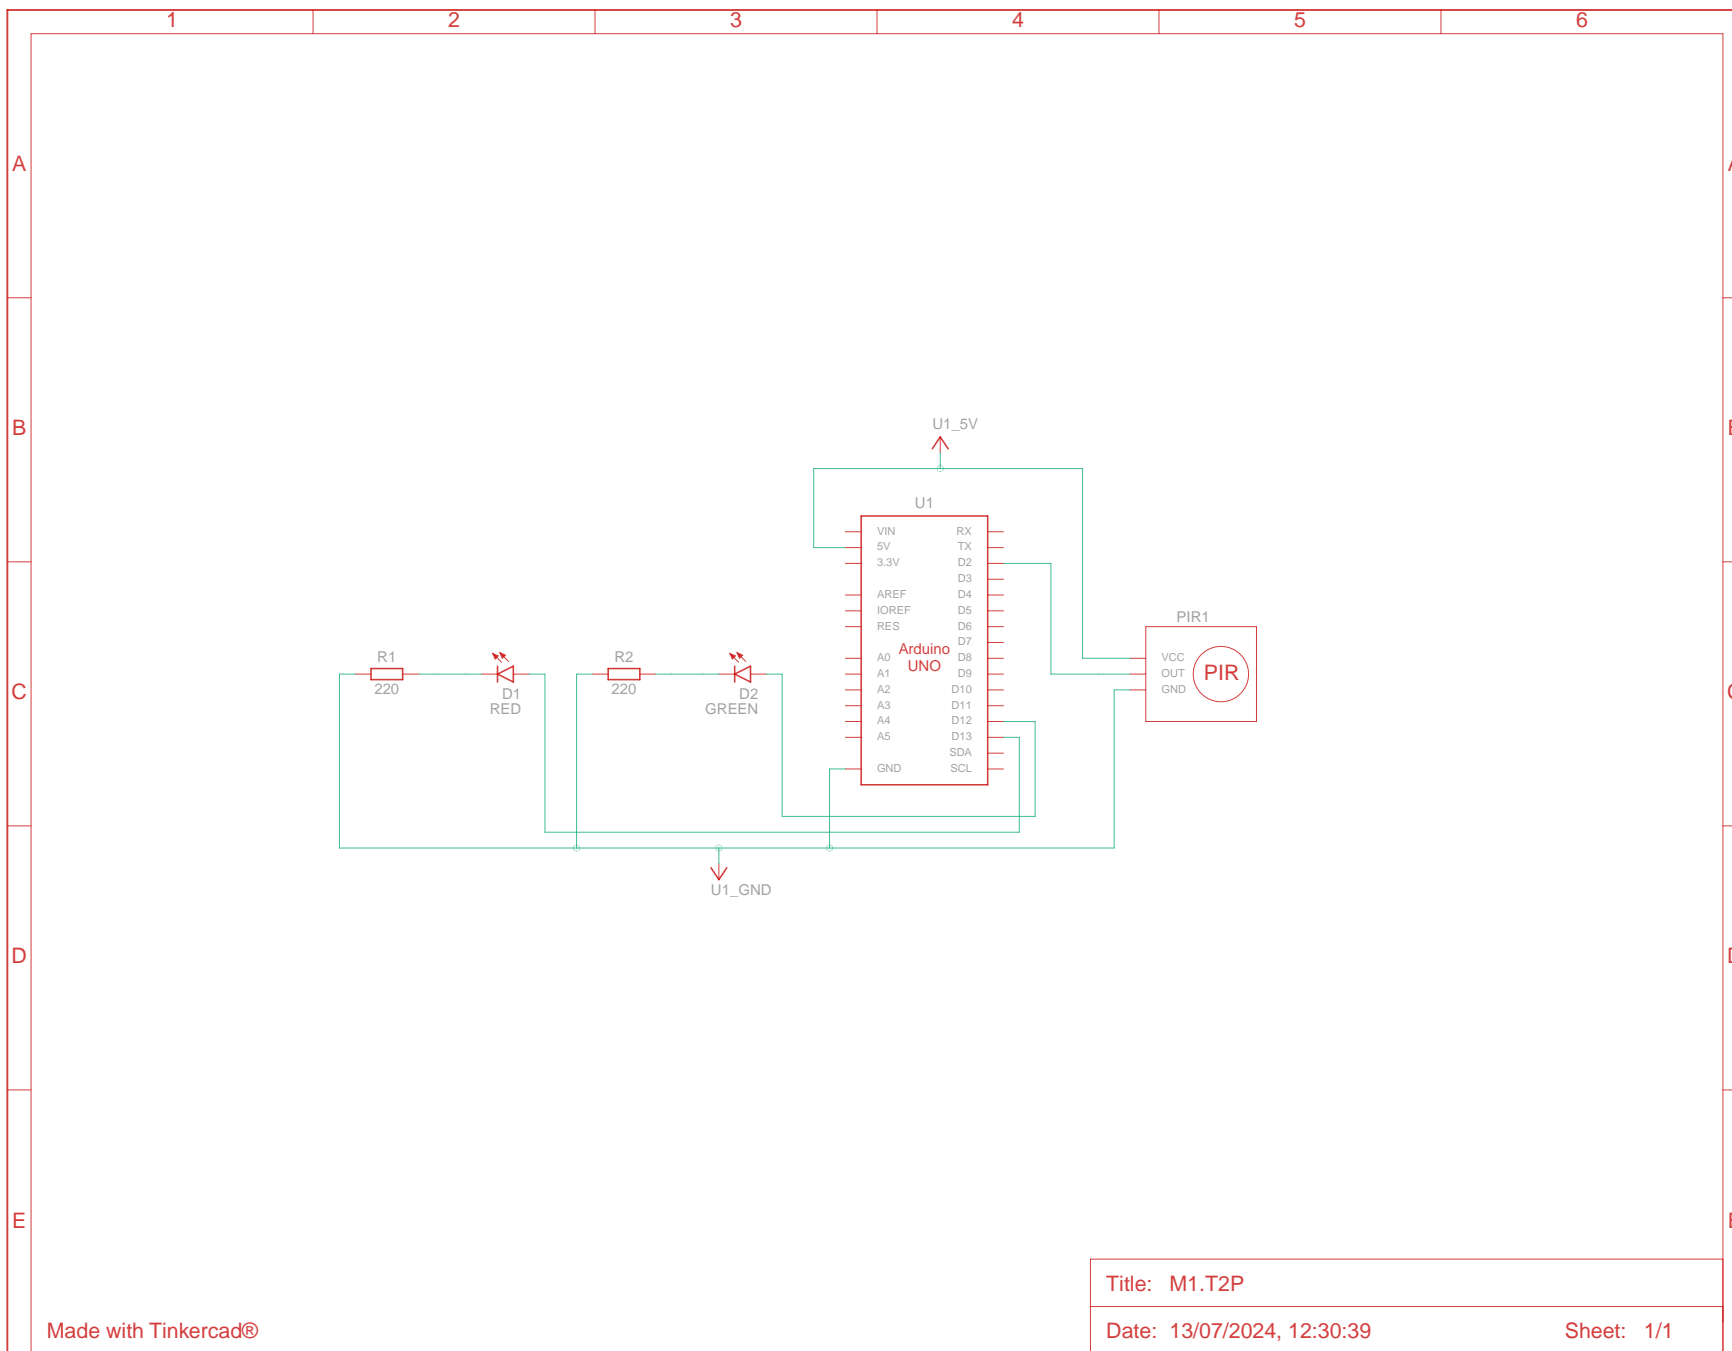 1 2 3 4 5 6
A
B
C
D
E
U1_5V
U1
VIN RX
5V TX
3.3V D2
D3
AREF D4
IOREF D5
RES D6
D7
A0 D8
Arduino
UNO
A1 D9
A2 D10
A3 D11
A4 D12
A5 D13
SDA
GND SCL
PIR1
VCC
OUT
GND
PIR
R1
220
D1
RED
R2
220
D2
GREEN
U1_GND
Title: M1.T2P
Made with Tinkercad®
Date: 13/07/2024, 12:30:39 Sheet: 1/1